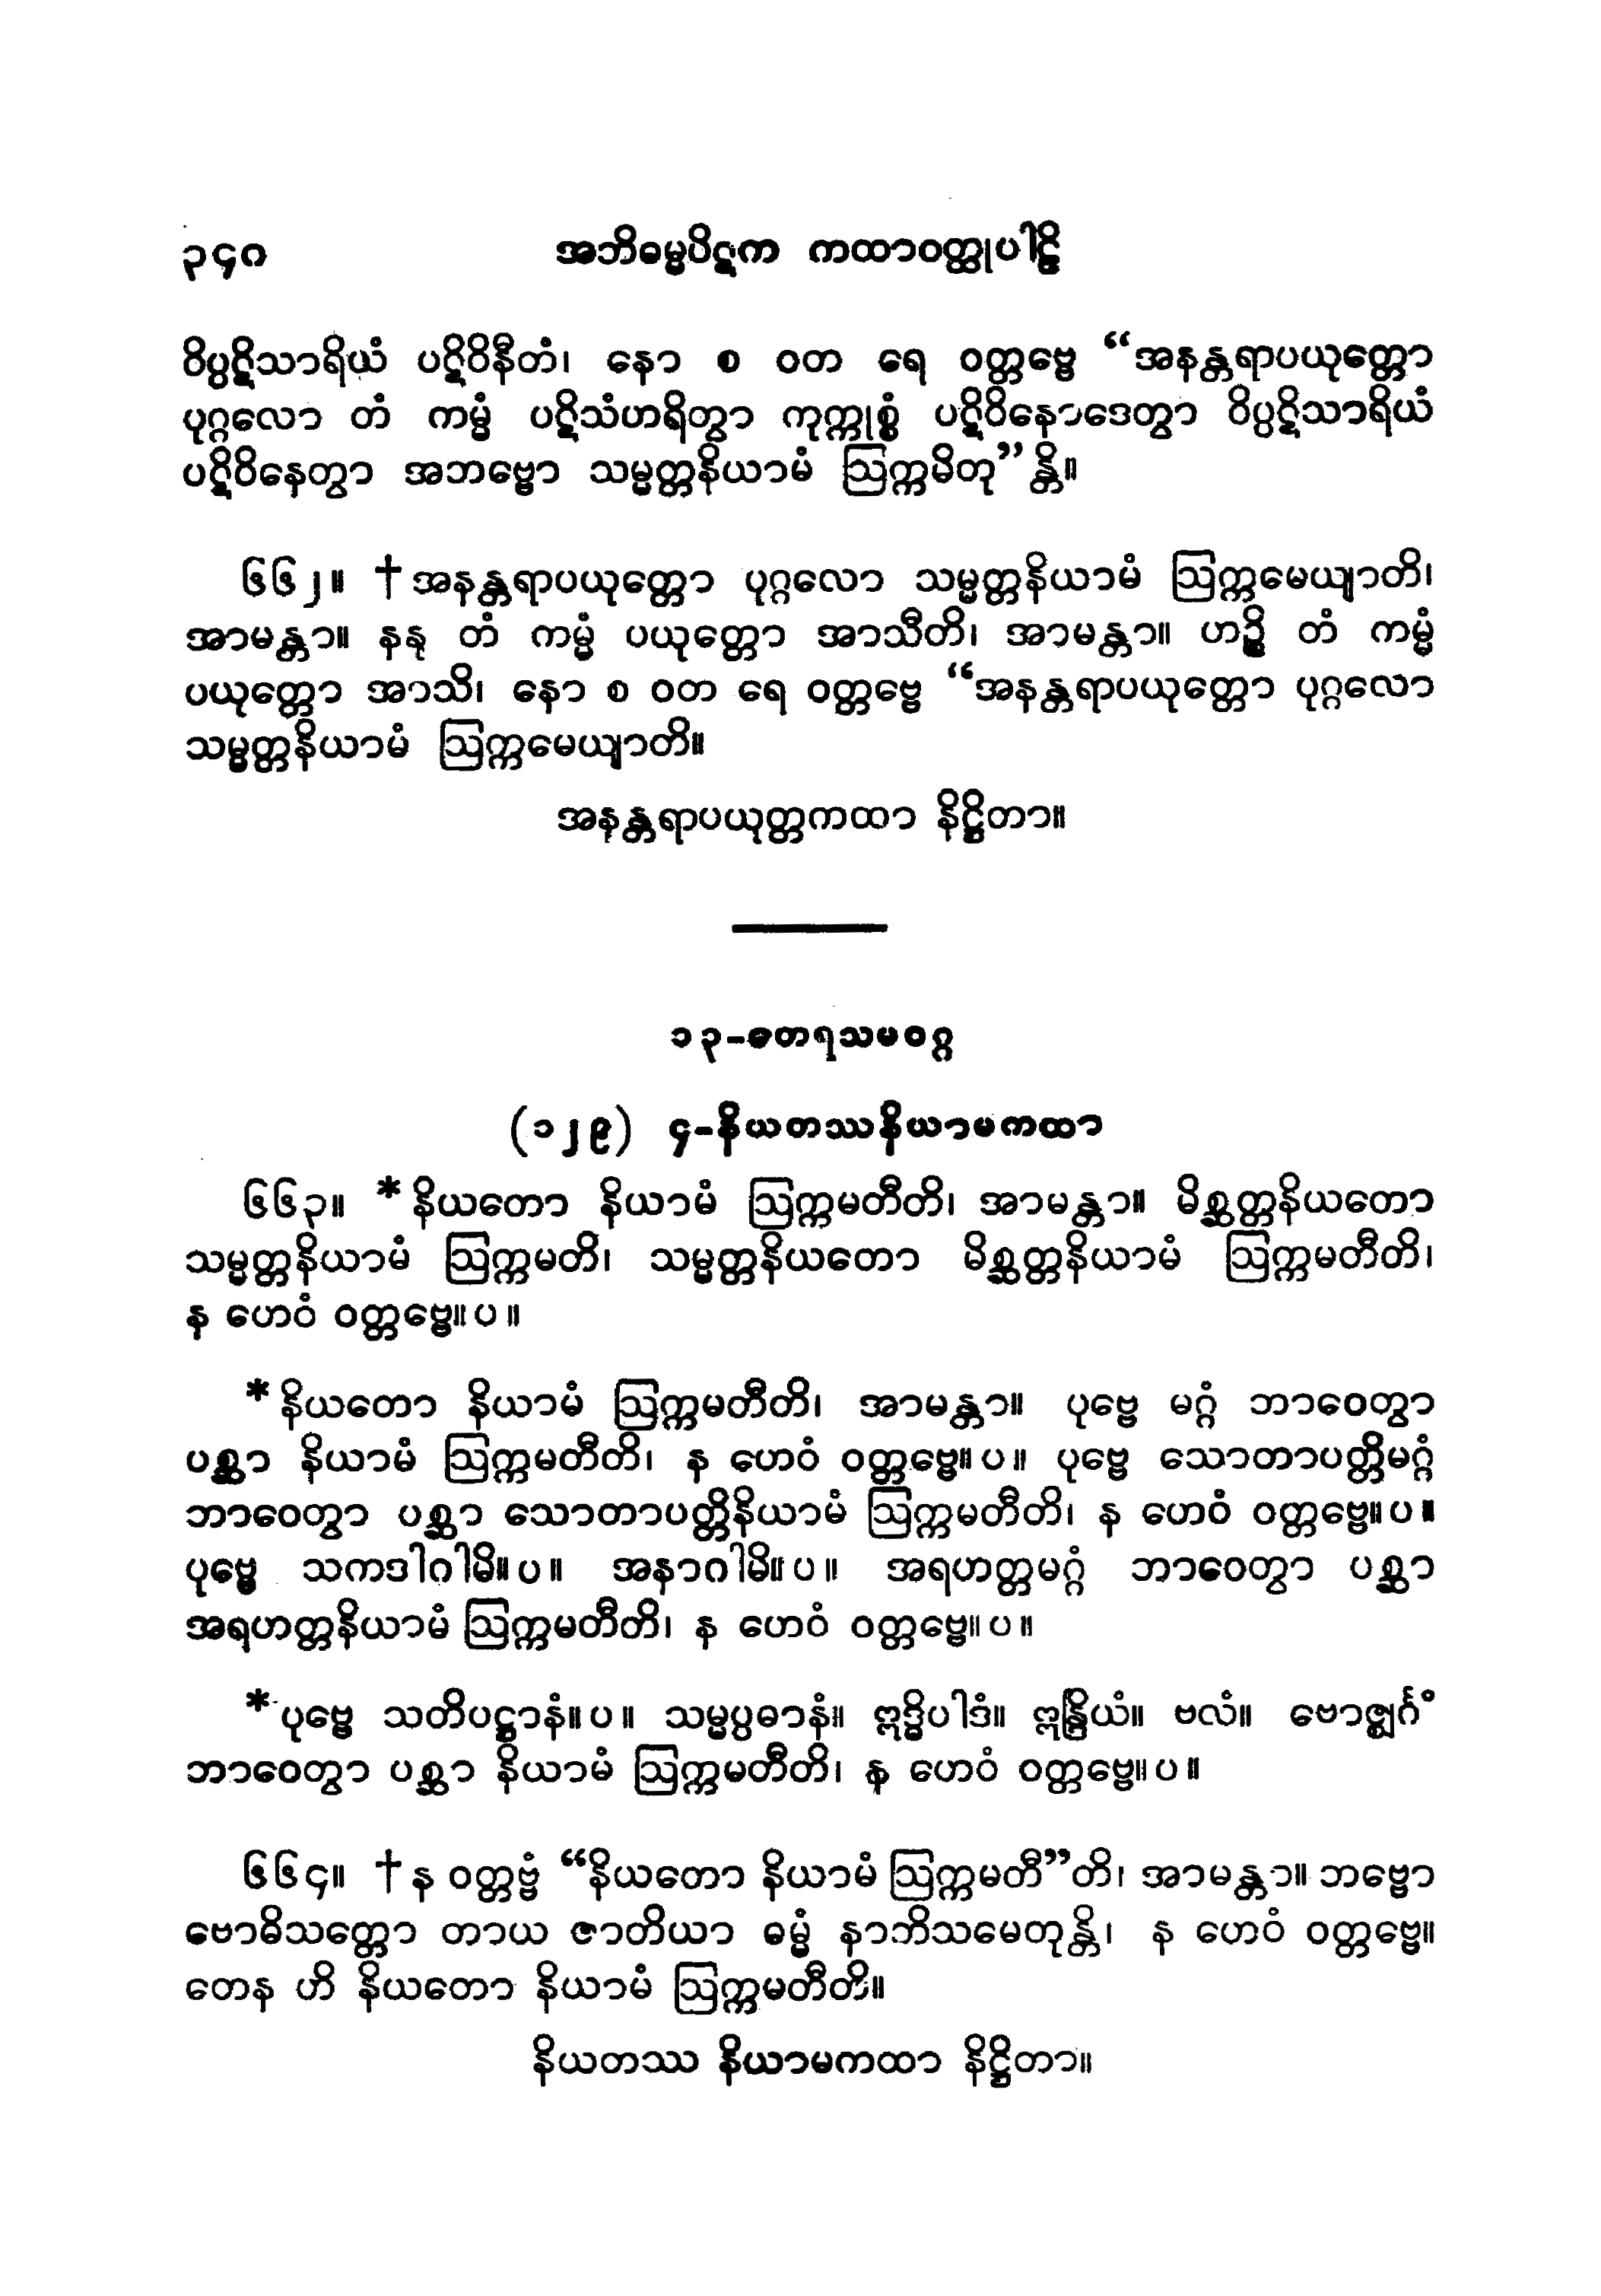 ၃၄၀ အဘိဓမ္မပိဋက ကထာဝတ္ထုပါဠိ
ဝိပ္ပဋိသာရိယံ ပဋိဝိနီတံ၊ နော စ ဝတ ရေ ဝတ္တဗ္ဗေ “အနန္တရာပယုတ္တော
ပုဂ္ဂလော တံ ကမ္မံ ပဋိသံဟရိတွာ ကုက္ကုစ္စံ ပဋိဝိနောဒေတွာ ဝိပ္ပဋိသာရိယံ
ပဋိဝိနေတွာ အဘဗ္ဗော သမ္မတ္တနိယာမံ ဩက္ကမိတု”န္တိ။
၆၆၂။ †အနန္တရာပယုတ္တော ပုဂ္ဂလော သမ္မတ္တနိယာမံ ဩက္ကမေယျာတိ၊
အာမန္တာ။ နနု တံ ကမ္မံ ပယုတ္တော အာသီတိ၊ အာမန္တာ။ ဟဉ္စိ တံ ကမ္မံ
ပယုတ္တော အာသိ၊ နော စ ဝတ ရေ ဝတ္တဗ္ဗေ “အနန္တရာပယုတ္တော ပုဂ္ဂလော
သမ္မတ္တနိယာမံ ဩက္ကမေယျာတိ။
အနန္တရာပယုတ္တကထာ နိဋ္ဌိတာ။
၁၃-တေရသမဝဂ္ဂ
(၁၂၉) ၄-နိယတဿနိယာမကထာ
၆၆၃။ *နိယတော နိယာမံ ဩက္ကမတီတိ၊ အာမန္တာ။ မိစ္ဆတ္တနိယတော
သမ္မတ္တနိယာမံ ဩက္ကမတိ၊ သမ္မတ္တနိယတော မိစ္ဆတ္တနိယာမံ ဩက္ကမတီတိ၊
န ဟေဝံ ဝတ္တဗ္ဗေ။ပ။
*နိယတော နိယာမံ ဩက္ကမတီတိ၊ အာမန္တာ။ ပုဗ္ဗေ မဂ္ဂံ ဘာဝေတွာ
ပစ္ဆာ နိယာမံ ဩက္ကမတီတိ၊ န ဟေဝံ ဝတ္တဗ္ဗေ။ပ။ ပုဗ္ဗေ သောတာပတ္တိမဂ္ဂံ
ဘာဝေတွာ ပစ္ဆာ သောတာပတ္တိနိယာမံ ဩက္ကမတီတိ၊ န ဟေဝံ ဝတ္တဗ္ဗေ။ပ။
ပုဗ္ဗေ သကဒါဂါမိ။ပ။ အနာဂါမိ။ပ။ အရဟတ္တမဂ္ဂံ ဘာဝေတွာ ပစ္ဆာ
အရဟတ္တနိယာမံ ဩက္ကမတီတိ၊ န ဟေဝံ ဝတ္တဗ္ဗေ။ပ။
*ပုဗ္ဗေ သတိပဋ္ဌာနံ။ပ။ သမ္မပ္ပဓာနံ။ ဣဒ္ဓိပါဒံ။ ဣန္ဒြိယံ။ ဗလံ။ ဗောဇ္ဈင်္ဂံ
ဘာဝေတွာ ပစ္ဆာ နိယာမံ ဩက္ကမတီတိ၊ န ဟေဝံ ဝတ္တဗ္ဗေ။ပ။
၆၆၄။ †န ဝတ္တဗ္ဗံ “နိယတော နိယာမံ ဩက္ကမတီ”တိ၊ အာမန္တာ။ ဘဗ္ဗော
ဗောဓိသတ္တော တာယ ဇာတိယာ ဓမ္မံ နာဘိသမေတုန္တိ၊ န ဟေဝံ ဝတ္တဗ္ဗေ။
တေန ဟိ နိယတော နိယာမံ ဩက္ကမတီတိ။
နိယတဿ နိယာမကထာ နိဋ္ဌိတာ။